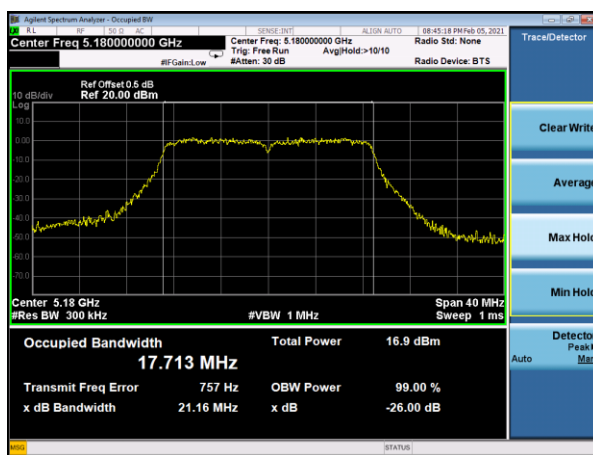 Agilent Spectrum Analyzer - Occupied BW
RL RF 50 Ω AC SENSE:INT ALIGN AUTO 08:45:18 PM Feb 05, 2021
Center Freq 5.180000000 GHz
Center Freq: 5.180000000 GHz
Radio Std: None
Trig: Free Run Avg|Hold:>10/10
#IFGain:Low #Atten: 30 dB
Radio Device: BTS
Trace/Detector
Ref Offset 0.5 dB
10 dB/div Ref 20.00 dBm
Log
10.0
0.00
-10.0
-20.0
-30.0
-40.0
-50.0
-60.0
-70.0
Center 5.18 GHz Span 40 MHz
#Res BW 300 kHz #VBW 1 MHz Sweep 1 ms
Occupied Bandwidth Total Power 16.9 dBm
17.713 MHz
Transmit Freq Error 757 Hz OBW Power 99.00 %
x dB Bandwidth 21.16 MHz x dB -26.00 dB
Clear Write
Average
Max Hold
Min Hold
Detecto
Peak
Auto Man
MSG STATUS